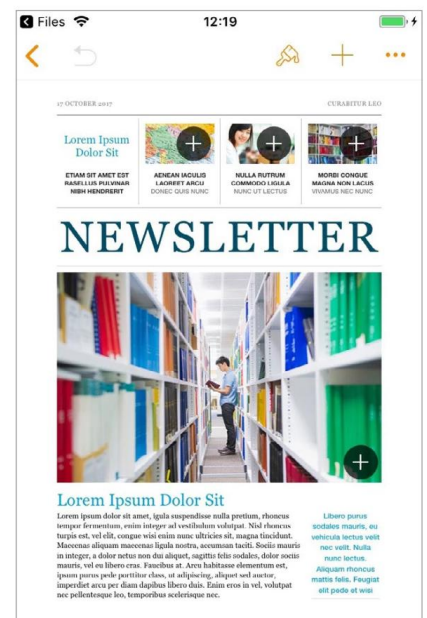 Files
12:19
17 OCTOBER 2017
CURABITUR LEO
Lorem Ipsum
Dolor Sit
ETIAM SIT AMET EST
RASELLUS PULVINAR
NIBH HENDRERIT
AENEAN IACULIS
LAOREET ARCU
DONEC QUIS NUNC
NULLA RUTRUM
COMMODO LIGULA
NUNC UT LECTUS
MORBI CONGUE
MAGNA NON LACUS
VIVAMUS NEC NUNC
NEWSLETTER
Lorem Ipsum Dolor Sit
Lorem ipsum dolor sit amet, igula suspendisse nulla pretium, rhoncus
tempor fermentum, enim integer ad vestibulum volutpat. Nisl rhoncus
turpis est, vel elit, congue wisi enim nunc ultricies sit, magna tincidunt.
Maecenas aliquam maecenas ligula nostra, accumsan taciti. Sociis mauris
in integer, a dolor netus non dui aliquet, sagittis felis sodales, dolor sociis
mauris, vel eu libero cras. Faucibus at. Arcu habitasse elementum est,
ipsum purus pede porttitor class, ut adipiscing, aliquet sed auctor,
imperdiet arcu per diam dapibus libero duis. Enim eros in vel, volutpat
nec pellentesque leo, temporibus scelerisque nec.
Libero purus
sodales mauris, eu
vehicula lectus velit
nec velit. Nulla
nunc lectus.
Aliquam rhoncus
mattis felis. Feugiat
elit pede et wisi